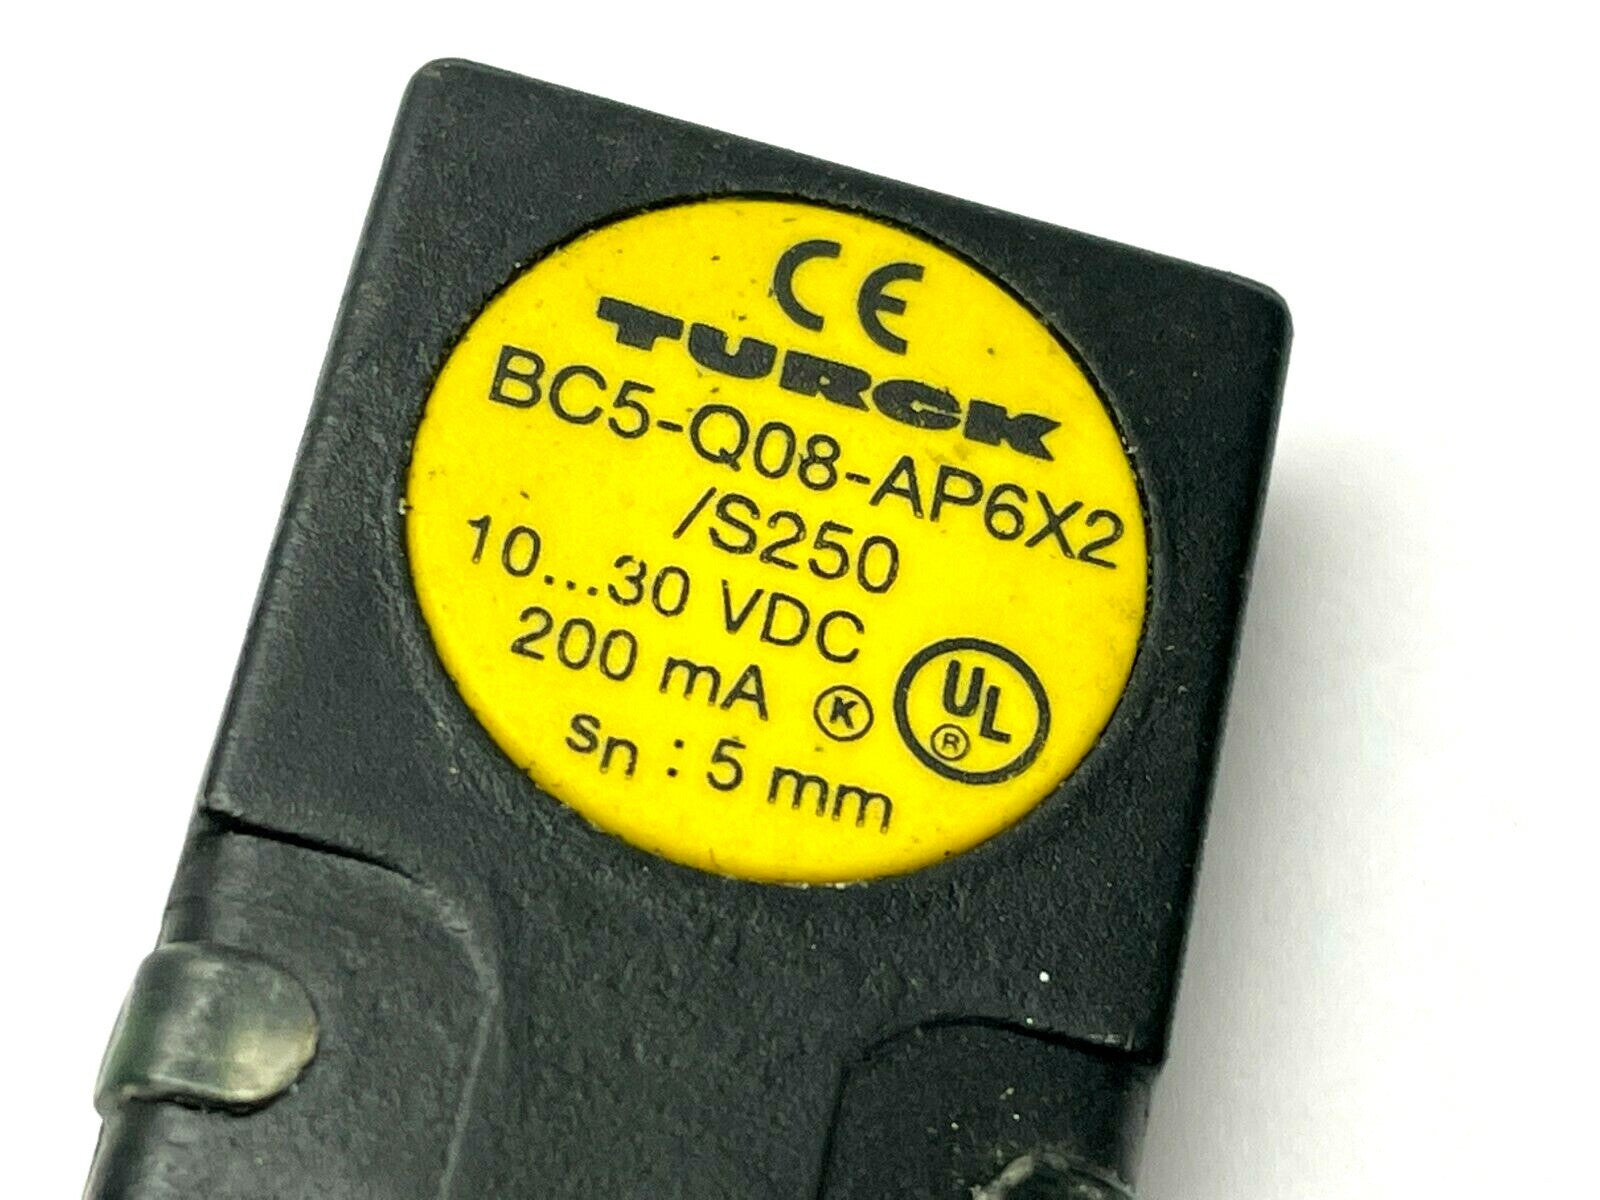 CE
TURCK
BC5-Q08-AP6X2
/S250
10...30 VDC
200 mA K UL ®
sn : 5 mm